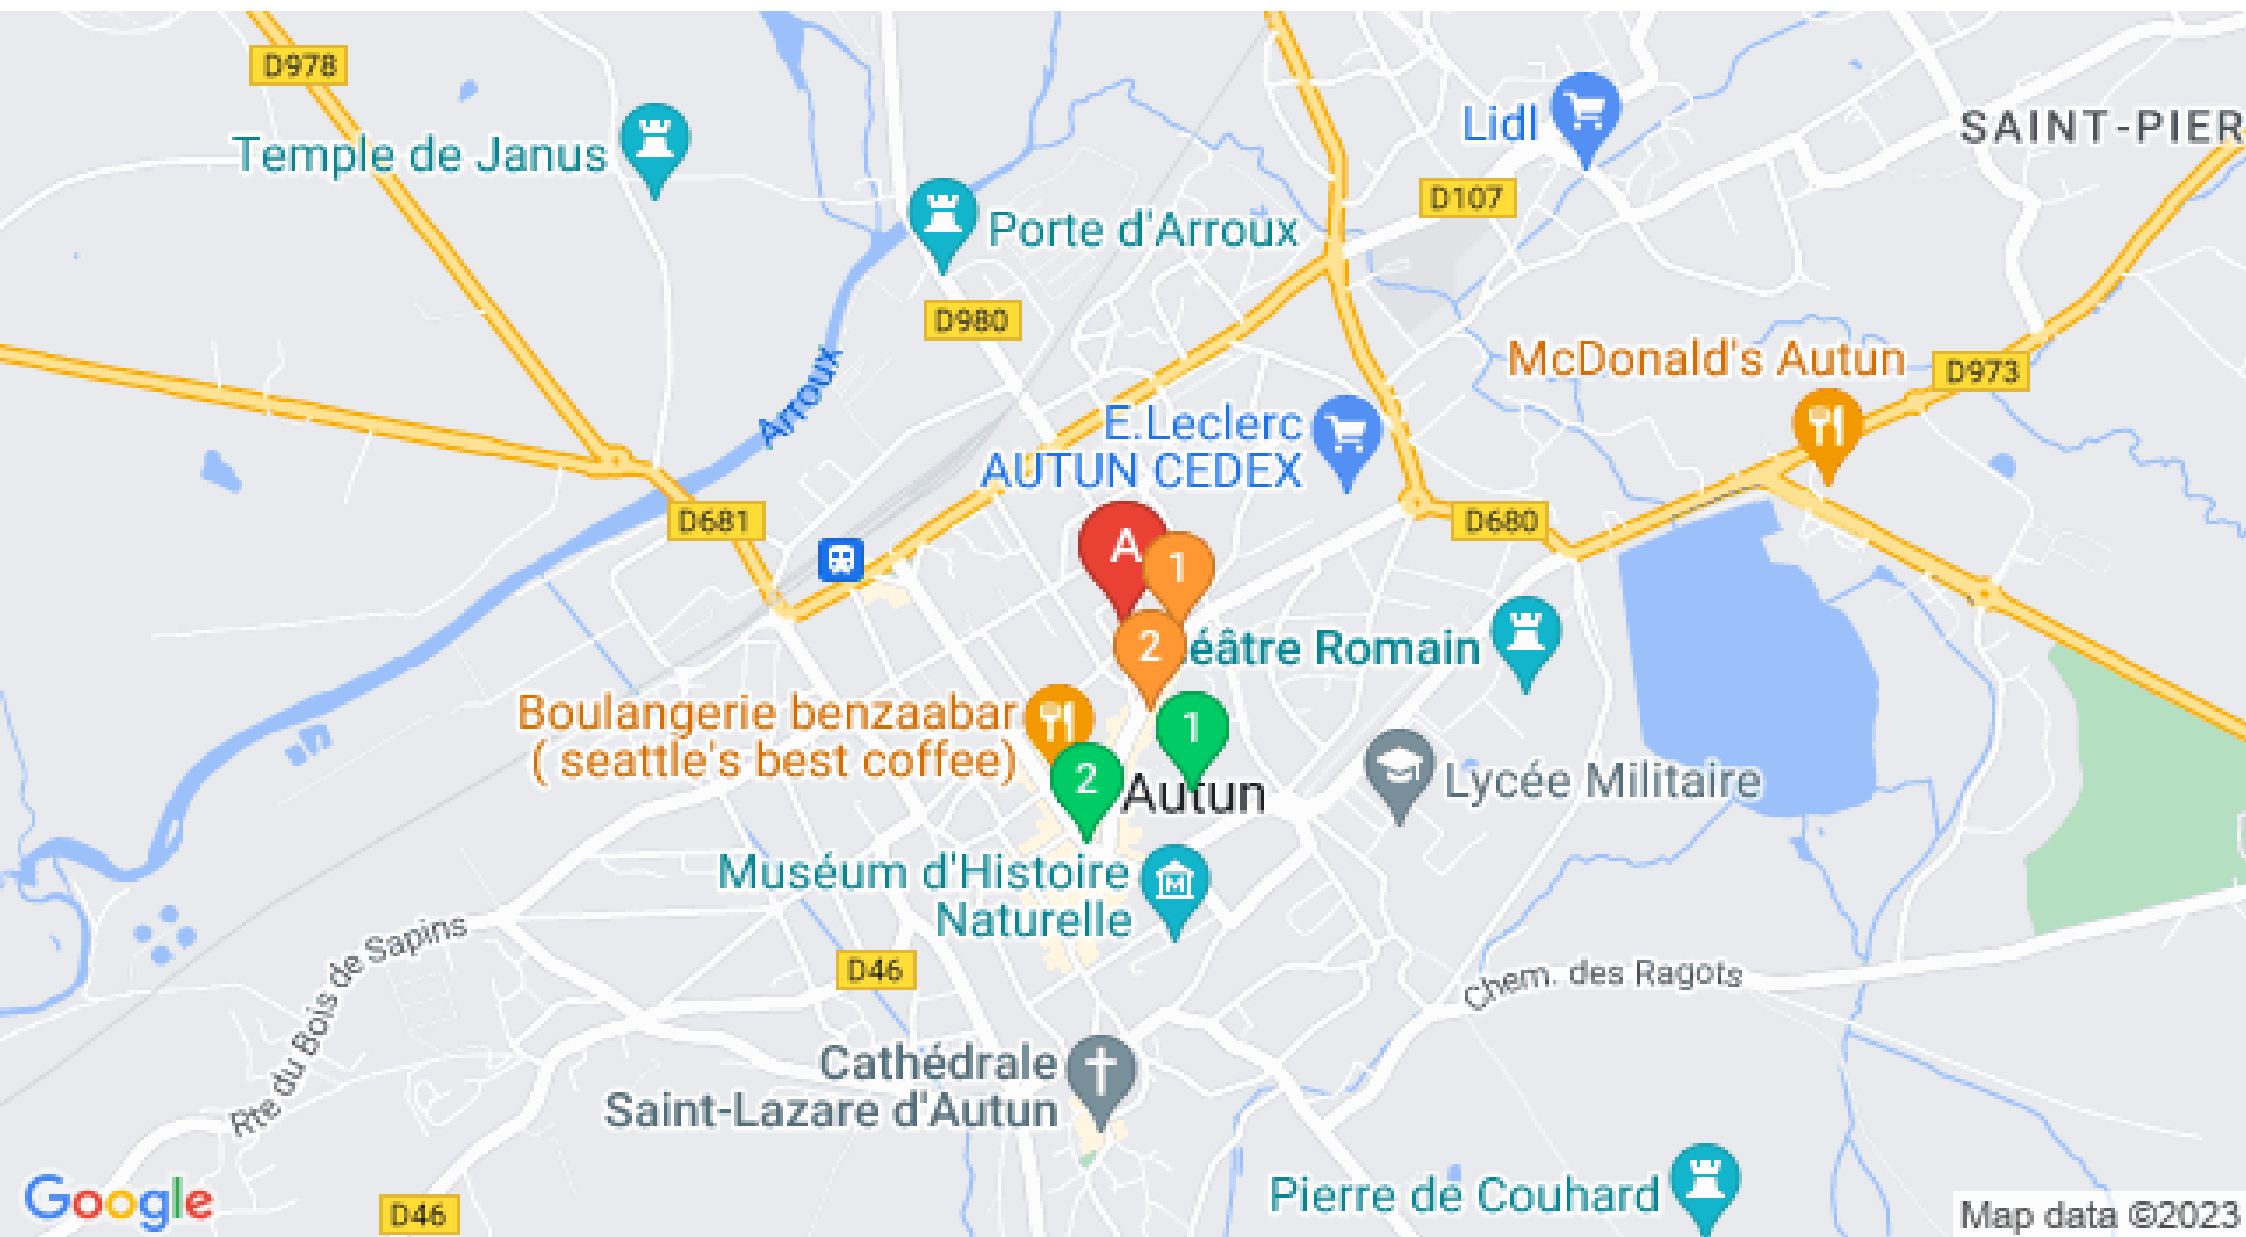 D978
Lidl
SAINT-PIER
Temple de Janus
D107
Porte d'Arroux
D980
Arroux
McDonald's Autun
D973
E.Leclerc
AUTUN CEDEX
D681
A
1
D680
2
éâtre Romain
Boulangerie benzaabar
( seattle's best coffee)
1
2
Autun
Lycée Militaire
Muséum d'Histoire
Naturelle
Rte du Bois de Sapins
D46
Chem. des Ragots
Cathédrale
Saint-Lazare d'Autun
Pierre de Couhard
Google
D46
Map data ©2023